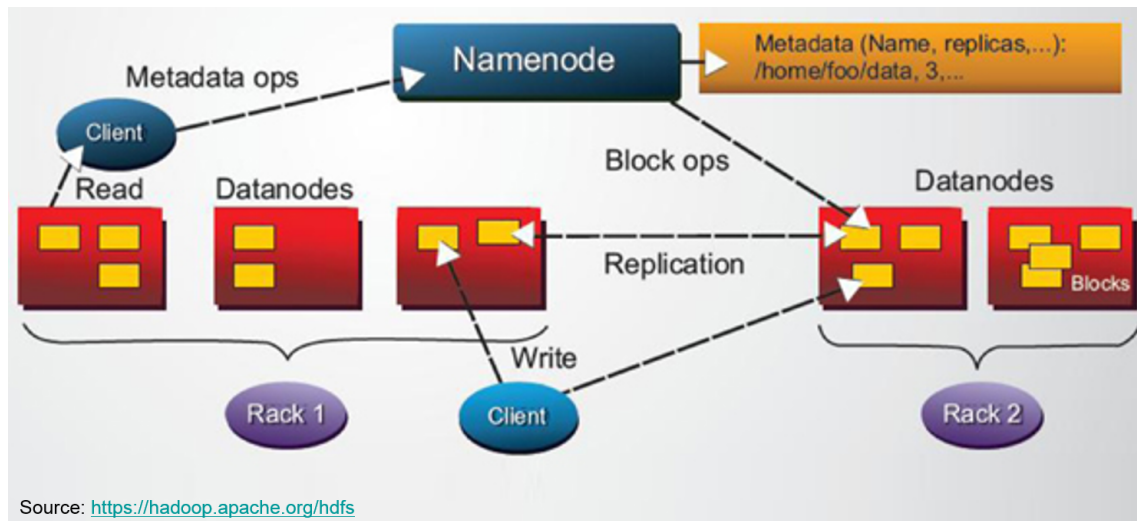 Namenode
Metadata (Name, replicas,...):
/home/foo/data, 3,...
Metadata ops
Client
Block ops
Read
Datanodes
Datanodes
Replication
Blocks
Write
Rack 1
Client
Rack 2
Source: https://hadoop.apache.org/hdfs